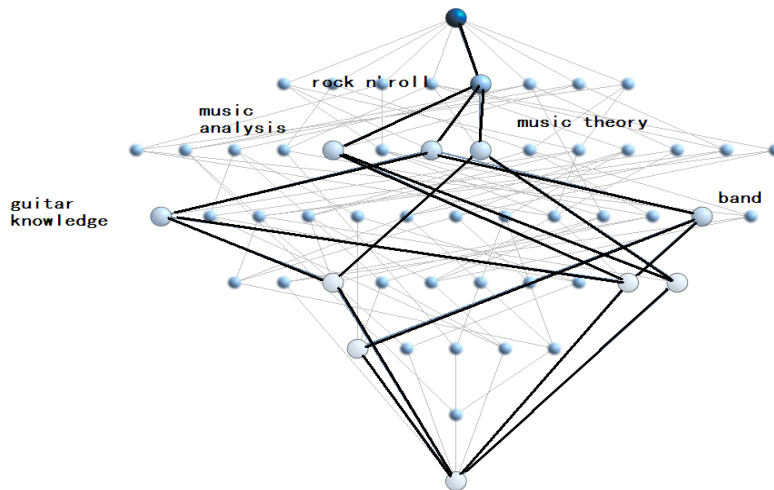 rock n'roll
music
analysis
music theory
guitar
knowledge
band